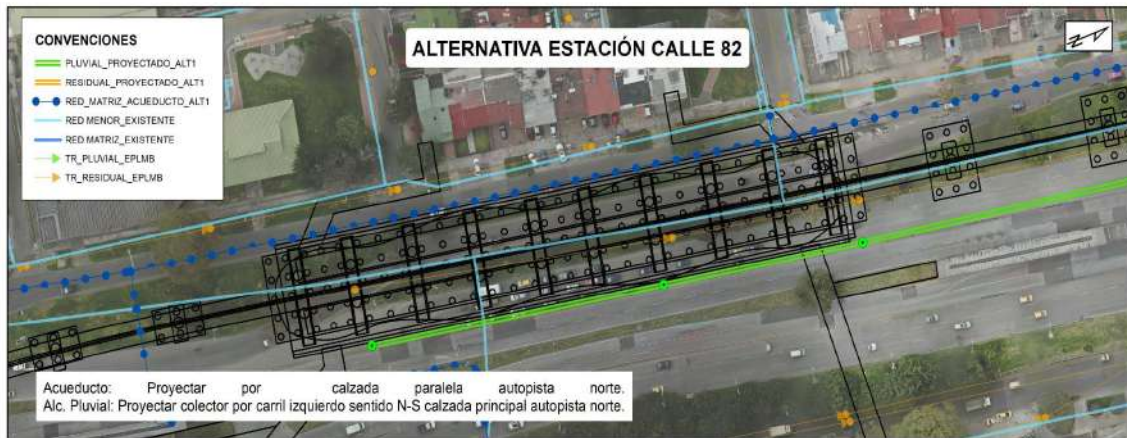 ALTERNATIVA ESTACIÓN CALLE 82
CONVENCIONES
PLUVIAL_PROYECTADO_ALT1
RESIDUAL_PROYECTADO_ALT1
RED_MATRIZ_ACUEDUCTO_ALT1
RED MENOR_EXISTENTE
RED MATRIZ_EXISTENTE
TR_PLUVIAL_EPLMB
TR_RESIDUAL_EPLMB
Z
Acueducto: Proyectar por calzada paralela autopista norte.
Alc. Pluvial: Proyectar colector por carril izquierdo sentido N-S calzada principal autopista norte.